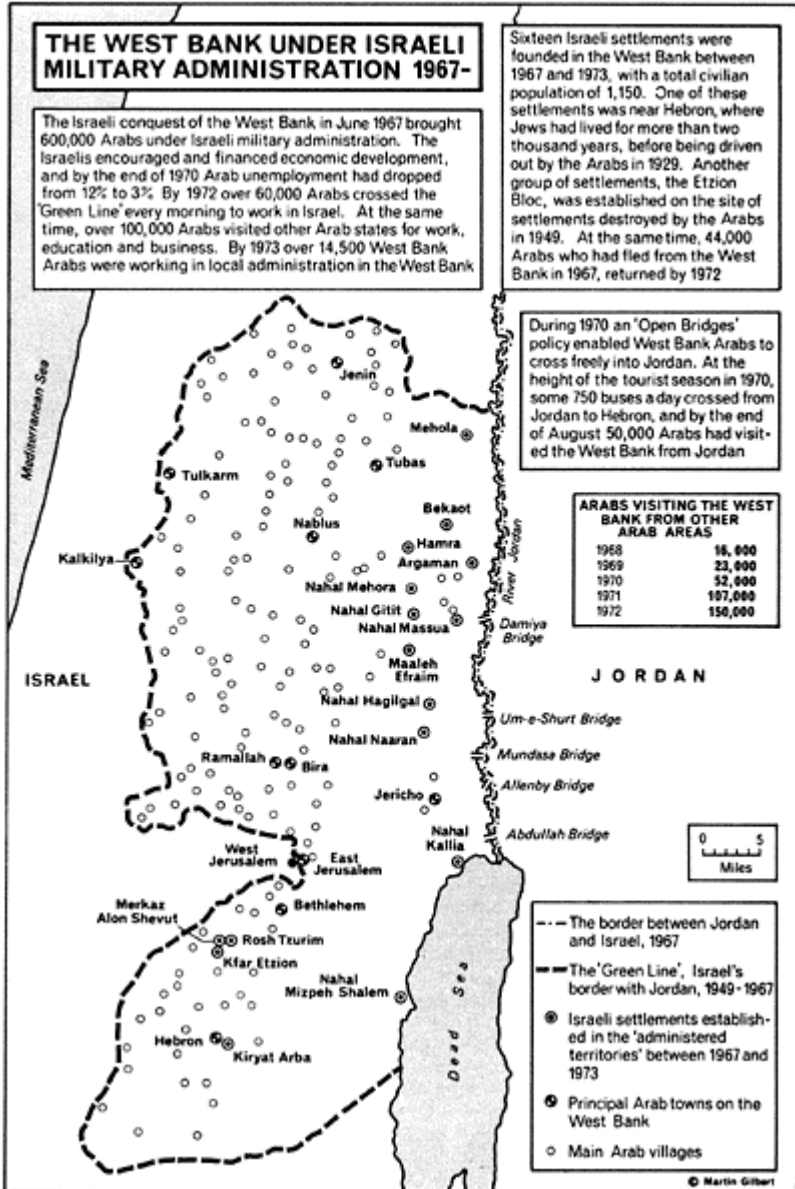 THE WEST BANK UNDER ISRAELI
MILITARY ADMINISTRATION 1967-
The Israeli conquest of the West Bank in June 1967 brought
600,000 Arabs under Israeli military administration. The
Israelis encouraged and financed economic development,
and by the end of 1970 Arab unemployment had dropped
from 12% to 3% By 1972 over 60,000 Arabs crossed the
'Green Line' every morning to work in Israel. At the same
time, over 100,000 Arabs visited other Arab states for work,
education and business. By 1973 over 14,500 West Bank
Arabs were working in local administration in the West Bank
Sixteen Israeli settlements were
founded in the West Bank between
1967 and 1973, with a total civilian
population of 1,150. One of these
settlements was near Hebron, where
Jews had lived for more than two
thousand years, before being driven
out by the Arabs in 1929. Another
group of settlements, the Etzion
Bloc, was established on the site of
settlements destroyed by the Arabs
in 1949. At the same time, 44,000
Arabs who had fled from the West
Bank in 1967, returned by 1972
During 1970 an 'Open Bridges'
policy enabled West Bank Arabs to
cross freely into Jordan. At the
height of the tourist season in 1970,
some 750 buses a day crossed from
Jordan to Hebron, and by the end
of August 50,000 Arabs had visit-
ed the West Bank from Jordan
ARABS VISITING THE WEST
BANK FROM OTHER
ARAB AREAS
1968 16,000
1969 23,000
1970 52,000
1971 107,000
1972 150,000
Mediterranean Sea
Jenin
Mehola
Tulkarm
Tubas
Bekaot
Nablus
Hamra
Kalkilya
Argaman
River Jordan
Nahal Mehora
Nahal Gitit
Nahal Massua
Damiya
Bridge
Maaleh
Efraim
ISRAEL
JORDAN
Nahal Hagilgal
Um-e-Shurt Bridge
Nahal Naaran
Mundasa Bridge
Ramallah
Bira
Allenby Bridge
Jericho
Abdullah Bridge
Nahal
Kallia
West
Jerusalem
East
Jerusalem
0 5
Miles
Merkaz
Alon Shevut
Bethlehem
Rosh Tzurim
Kfar Etzion
Nahal
Mizpeh Shalem
Dead Sea
Hebron
Kiryat Arba
The border between Jordan
and Israel, 1967
The 'Green Line', Israel's
border with Jordan, 1949-1967
Israeli settlements establish-
ed in the 'administered
territories' between 1967 and
1973
Principal Arab towns on the
West Bank
Main Arab villages
© Martin Gilbert